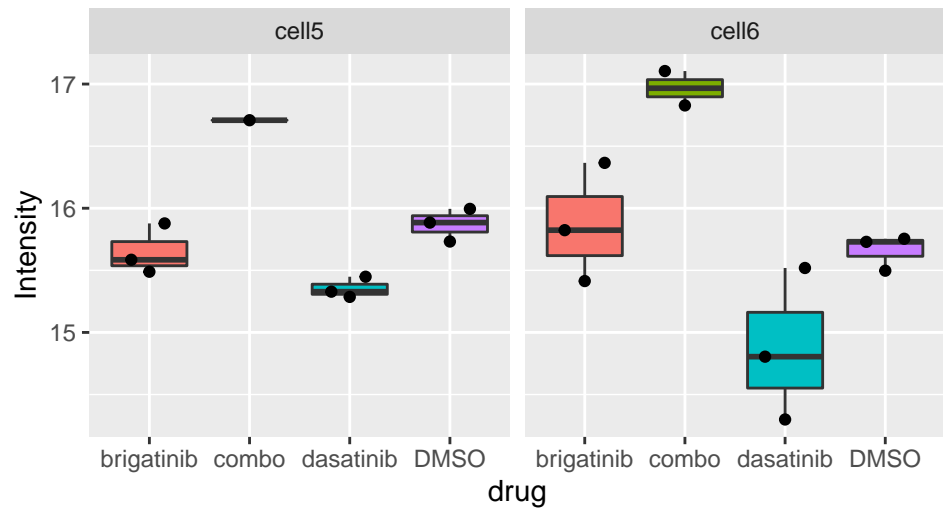 cell5 cell6
17
16
15
Intensity
brigatinib combo dasatinib DMSO brigatinib combo dasatinib DMSO
drug